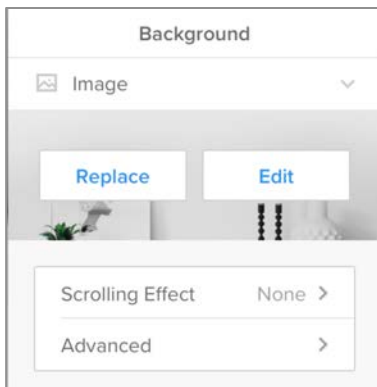 Background
Image
Replace Edit
Scrolling Effect None >
Advanced >